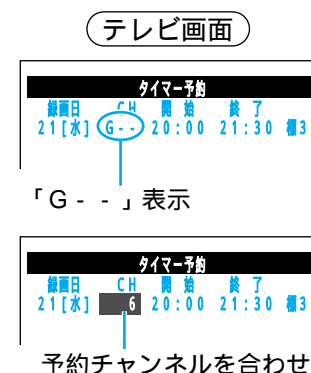 テレビ画面
タイマー予約
録画日 CH 開始 終了
21[水] G-- 20:00 21:30 標3
「G - -」表示
タイマー予約
録画日 CH 開始 終了
21[水] 6 20:00 21:30 標3
予約チャンネルを合わせ